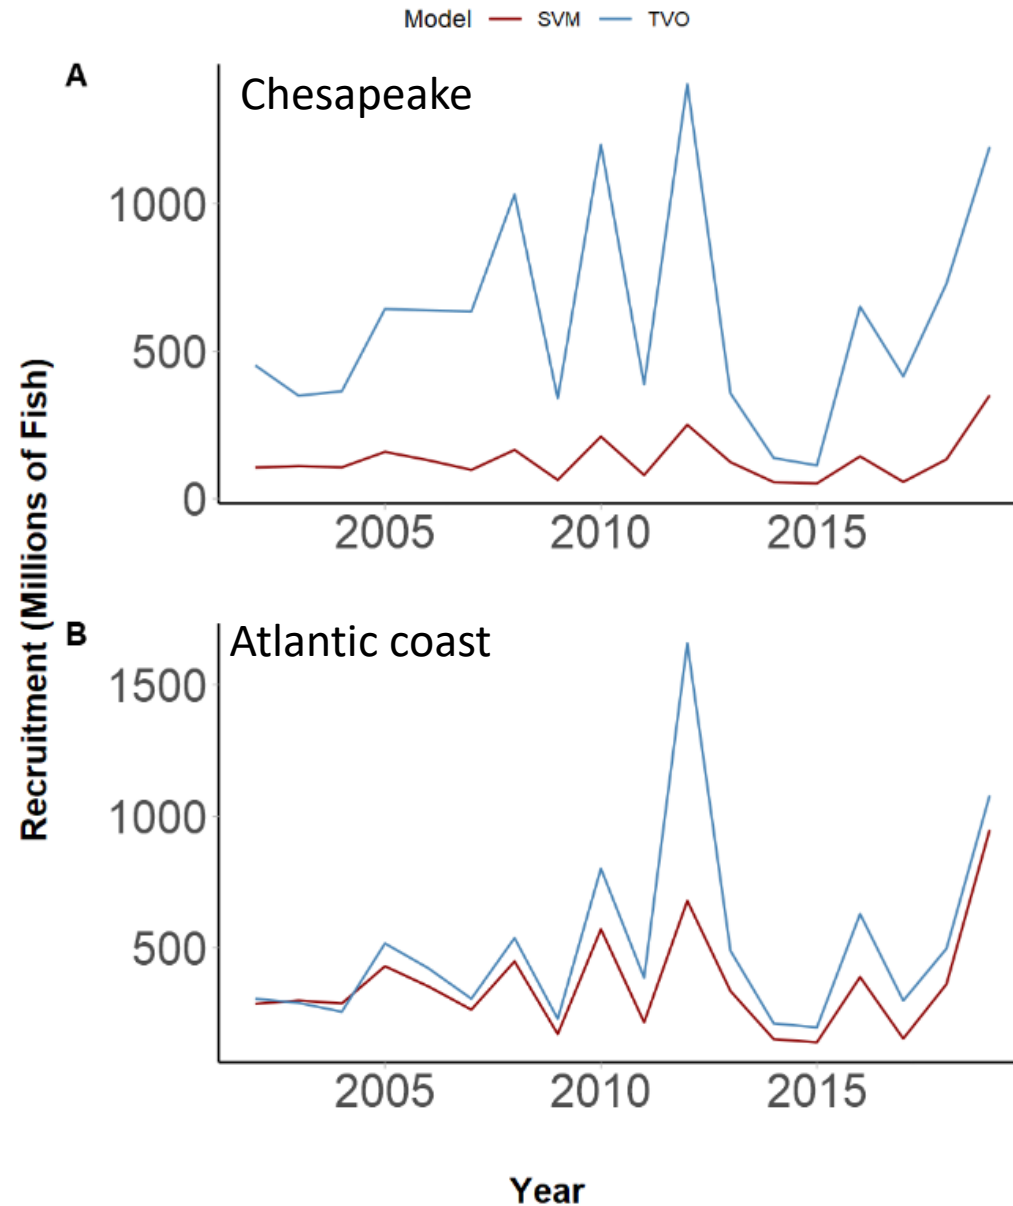 Model SVM TVO
A
Chesapeake
1000
500
0
2005 2010 2015
Recruitment (Millions of Fish)
B
Atlantic coast
1500
1000
500
2005 2010 2015
Year